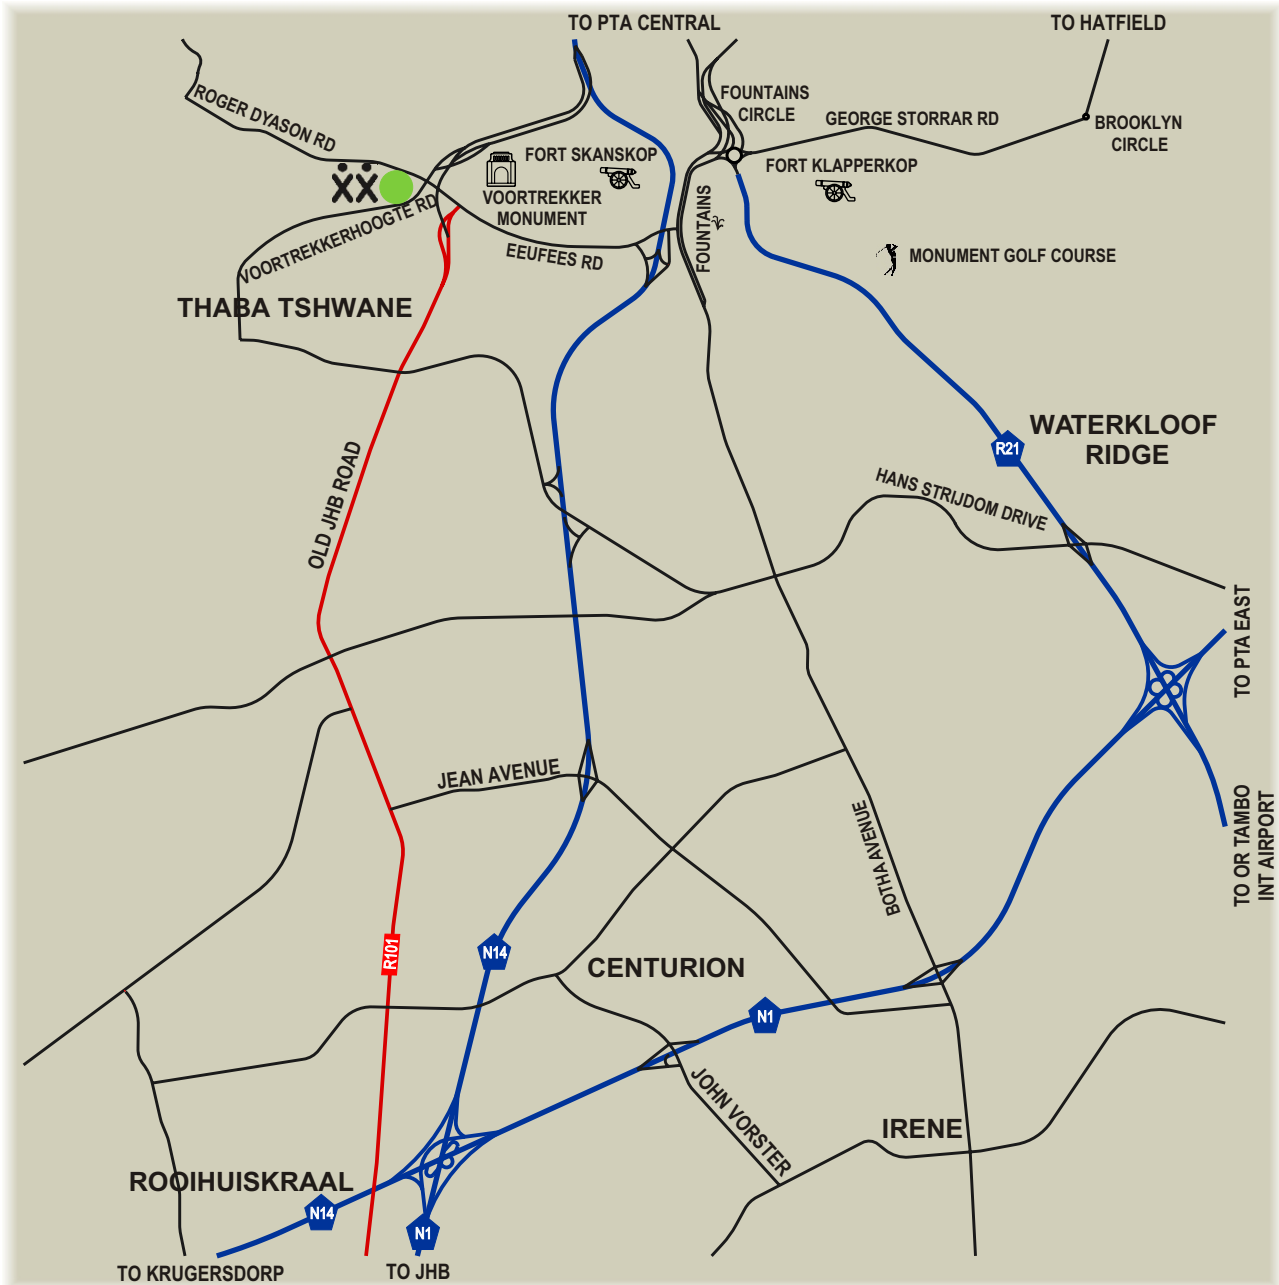 TO PTA CENTRAL
TO HATFIELD
ROGER DYASON RD
FOUNTAINS
CIRCLE
GEORGE STORRAR RD
BROOKLYN
CIRCLE
FORT SKANSKOP
FORT KLAPPERKOP
VOORTREKKER
MONUMENT
VOORTREKKERHOOGTE RD
EEUFEES RD
FOUNTAINS
MONUMENT GOLF COURSE
THABA TSHWANE
WATERKLOOF
RIDGE
R21
OLD JHB ROAD
HANS STRIJDOM DRIVE
TO PTA EAST
JEAN AVENUE
BOTHA AVENUE
TO OR TAMBO
INT AIRPORT
R101
N14
CENTURION
N1
JOHN VORSTER
IRENE
ROOIHUISKRAAL
N14
N1
TO KRUGERSDORP
TO JHB